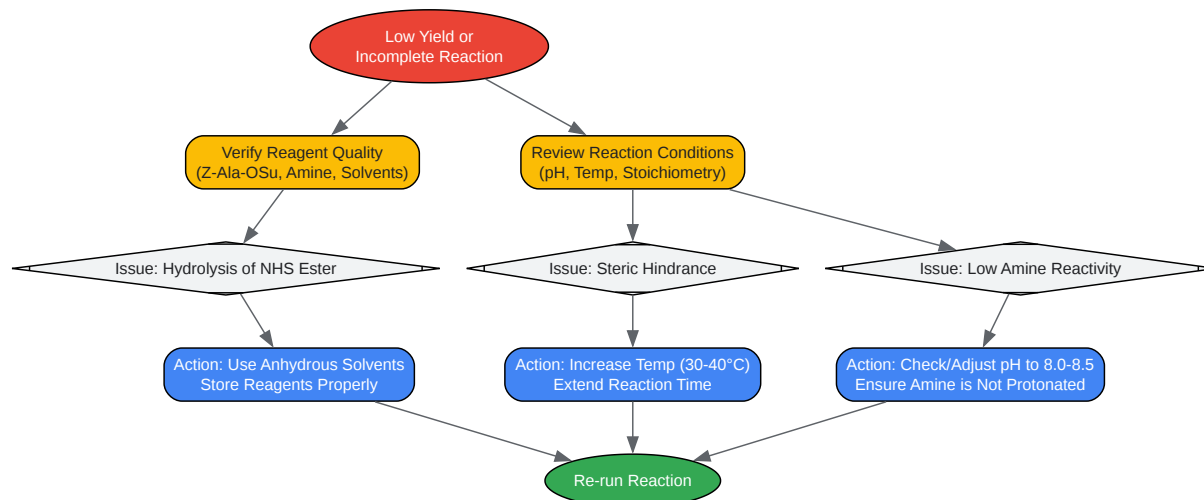 Low Yield or
Incomplete Reaction
Verify Reagent Quality
(Z-Ala-OSu, Amine, Solvents)
Review Reaction Conditions
(pH, Temp, Stoichiometry)
Issue: Hydrolysis of NHS Ester
Issue: Steric Hindrance
Issue: Low Amine Reactivity
Action: Use Anhydrous Solvents
Store Reagents Properly
Action: Increase Temp (30-40°C)
Extend Reaction Time
Action: Check/Adjust pH to 8.0-8.5
Ensure Amine is Not Protonated
Re-run Reaction